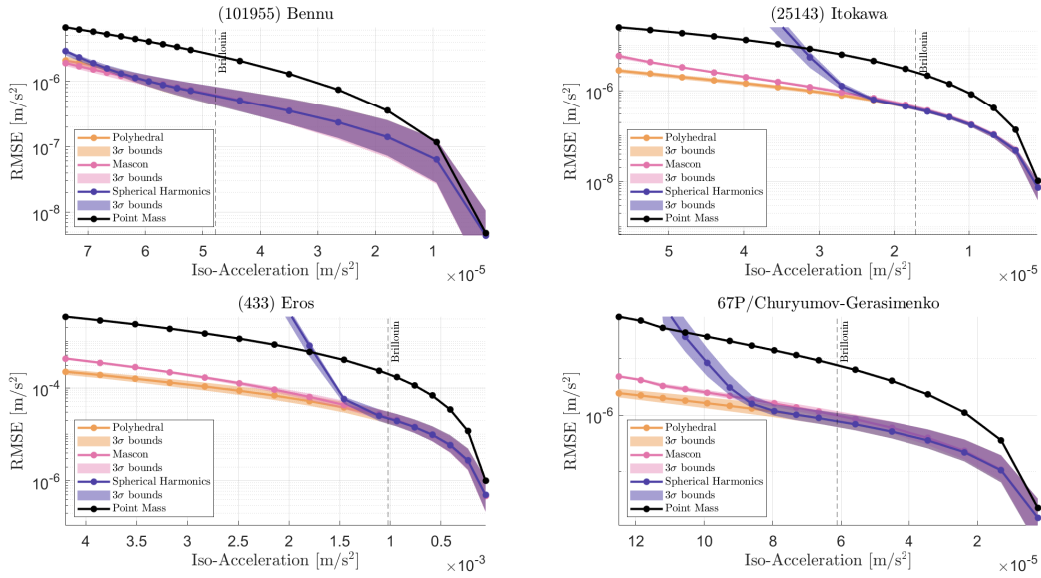 (101955) Bennu
RMSE [m/s²]
10⁻⁶
10⁻⁷
10⁻⁸
Brillouin
Polyhedral
3σ bounds
Mascon
3σ bounds
Spherical Harmonics
3σ bounds
Point Mass
7 6 5 4 3 2 1
Iso-Acceleration [m/s²]
×10⁻⁵
(25143) Itokawa
RMSE [m/s²]
10⁻⁶
10⁻⁸
Brillouin
Polyhedral
3σ bounds
Mascon
3σ bounds
Spherical Harmonics
3σ bounds
Point Mass
5 4 3 2 1
Iso-Acceleration [m/s²]
×10⁻⁵
(433) Eros
RMSE [m/s²]
10⁻⁴
10⁻⁶
Brillouin
Polyhedral
3σ bounds
Mascon
3σ bounds
Spherical Harmonics
3σ bounds
Point Mass
4 3.5 3 2.5 2 1.5 1 0.5
Iso-Acceleration [m/s²]
×10⁻³
67P/Churyumov-Gerasimenko
RMSE [m/s²]
10⁻⁶
Brillouin
Polyhedral
3σ bounds
Mascon
3σ bounds
Spherical Harmonics
3σ bounds
Point Mass
12 10 8 6 4 2
Iso-Acceleration [m/s²]
×10⁻⁵